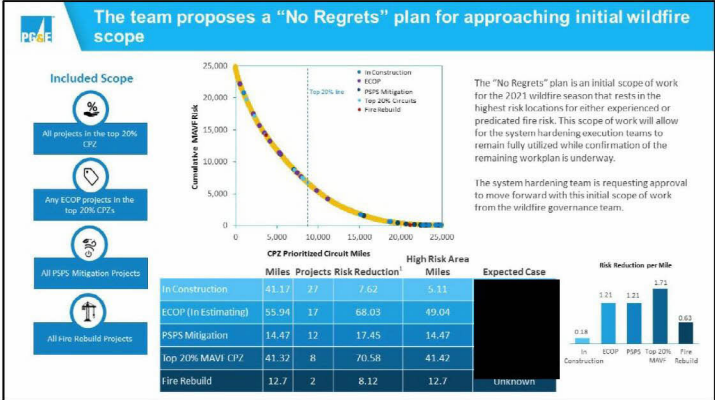 PG&E
The team proposes a “No Regrets” plan for approaching initial wildfire
scope
Included Scope
%
All projects in the top 20%
CPZ
Any ECOP projects in the
top 20% CPZs
All PSPS Mitigation Projects
All Fire Rebuild Projects
Cumulative MAVF Risk
25,000
20,000
15,000
10,000
5,000
0
Top 20% line
In Construction
ECOP
PSPS Mitigation
Top 20% Circuits
Fire Rebuild
0 5,000 10,000 15,000 20,000 25,000
CPZ Prioritized Circuit Miles
The “No Regrets” plan is an initial scope of work
for the 2021 wildfire season that rests in the
highest risk locations for either experienced or
predicated fire risk. This scope of work will allow
for the system hardening execution teams to
remain fully utilized while confirmation of the
remaining workplan is underway.
The system hardening team is requesting approval
to move forward with this initial scope of work
from the wildfire governance team.
Miles Projects Risk Reduction¹ High Risk Area Miles Expected Case
In Construction 41.17 27 7.62 5.11
ECOP (In Estimating) 55.94 17 68.03 49.04
PSPS Mitigation 14.47 12 17.45 14.47
Top 20% MAVF CPZ 41.32 8 70.58 41.42
Fire Rebuild 12.7 2 8.12 12.7 Unknown
Risk Reduction per Mile
0.18 1.21 1.21 1.71 0.63
In Construction ECOP PSPS Top 20% MAVF Fire Rebuild